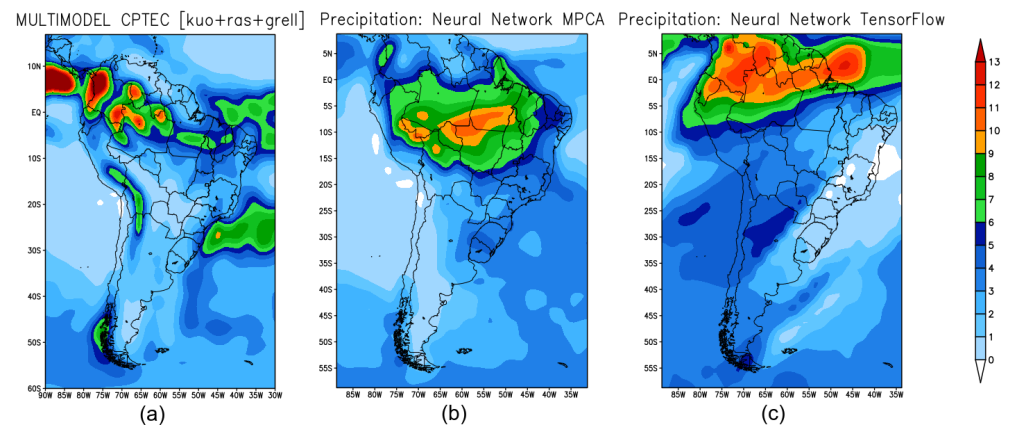 MULTIMODEL CPTEC [kuo+ras+grell]
Precipitation: Neural Network MPCA
Precipitation: Neural Network TensorFlow
10N
EQ
10S
20S
30S
40S
50S
60S
90W 85W 80W 75W 70W 65W 60W 55W 50W 45W 40W 35W 30W
(a)
5N
EQ
5S
10S
15S
20S
25S
30S
35S
40S
45S
50S
55S
85W 80W 75W 70W 65W 60W 55W 50W 45W 40W 35W
(b)
5N
EQ
5S
10S
15S
20S
25S
30S
35S
40S
45S
50S
55S
85W 80W 75W 70W 65W 60W 55W 50W 45W 40W 35W
(c)
13
12
11
10
9
8
7
6
5
4
3
2
1
0